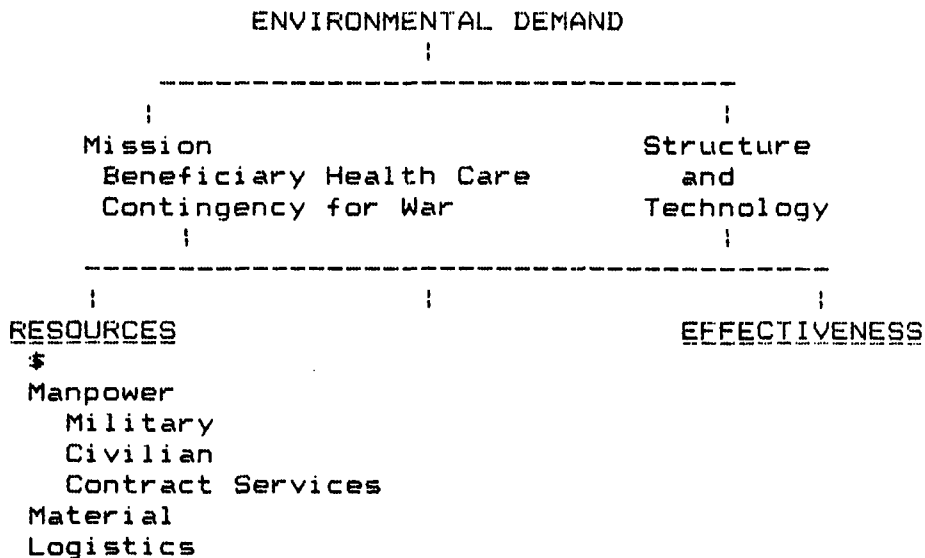 ENVIRONMENTAL DEMAND
Mission Structure
Beneficiary Health Care and
Contingency for War Technology
RESOURCES EFFECTIVENESS
$
Manpower
Military
Civilian
Contract Services
Material
Logistics